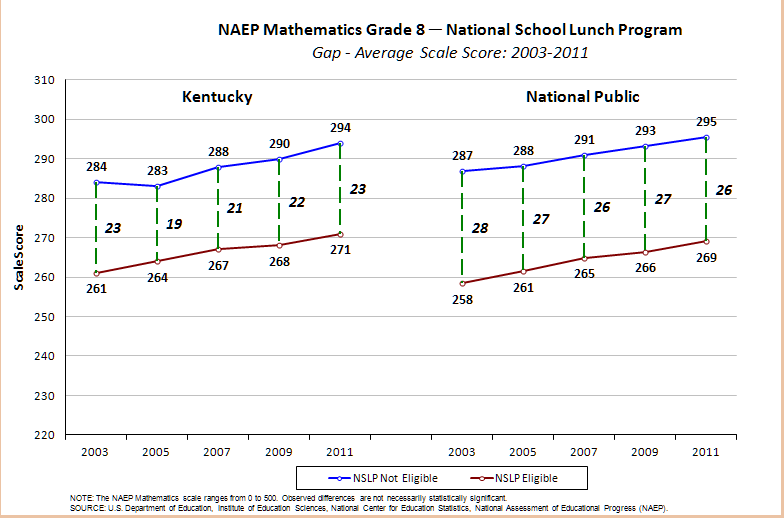 NAEP Mathematics Grade 8 — National School Lunch Program
Gap - Average Scale Score: 2003-2011
Kentucky
National Public
Scale Score
310
300
290
280
270
260
250
240
230
220
284 283 288 290 294
23 19 21 22 23
261 264 267 268 271
287 288 291 293 295
28 27 26 27 26
258 261 265 266 269
2003 2005 2007 2009 2011 2003 2005 2007 2009 2011
NSLP Not Eligible NSLP Eligible
NOTE: The NAEP Mathematics scale ranges from 0 to 500. Observed differences are not necessarily statistically significant.
SOURCE: U.S. Department of Education, Institute of Education Sciences, National Center for Education Statistics, National Assessment of Educational Progress (NAEP).